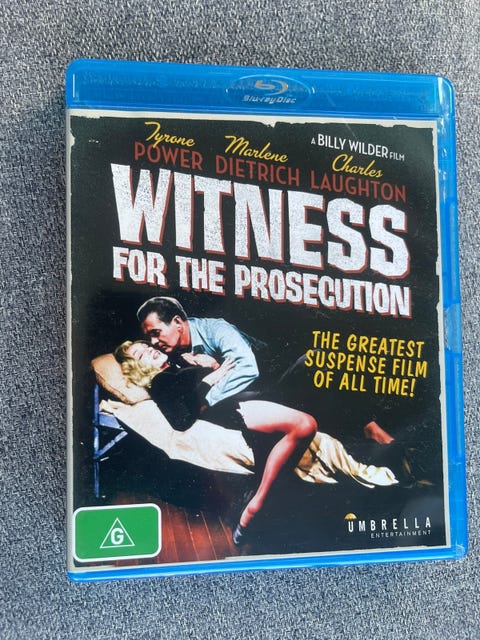 Blu-ray Disc
A BILLY WILDER FILM
Tyrone Marlene Charles
POWER DIETRICH LAUGHTON
WITNESS
FOR THE PROSECUTION
THE GREATEST
SUSPENSE FILM
OF ALL TIME!
UMBRELLA
ENTERTAINMENT
G